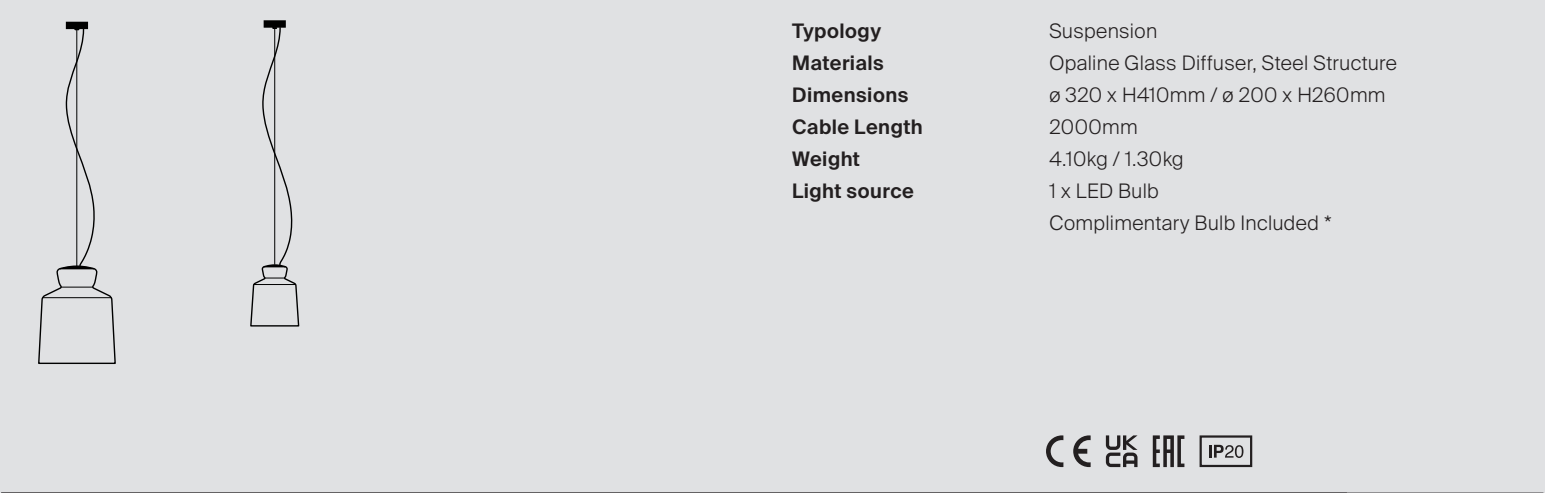 Typology Suspension
Materials Opaline Glass Diffuser, Steel Structure
Dimensions ø 320 x H410mm / ø 200 x H260mm
Cable Length 2000mm
Weight 4.10kg / 1.30kg
Light source 1 x LED Bulb
Complimentary Bulb Included *
CE UK CA EAC IP20